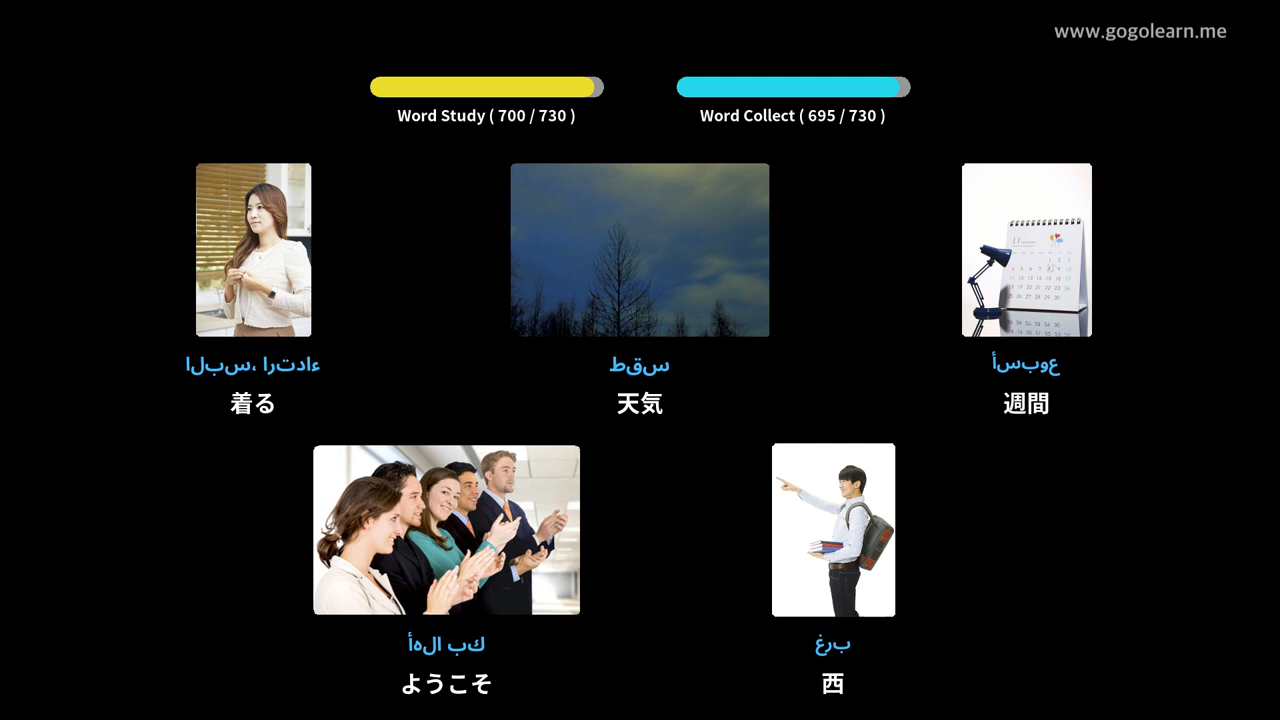 www.gogolearn.me
Word Study ( 700 / 730 )
Word Collect ( 695 / 730 )
البس، ارتداء
着る
طقس
天気
أسبوع
週間
أهلا بك
ようこそ
غرب
西